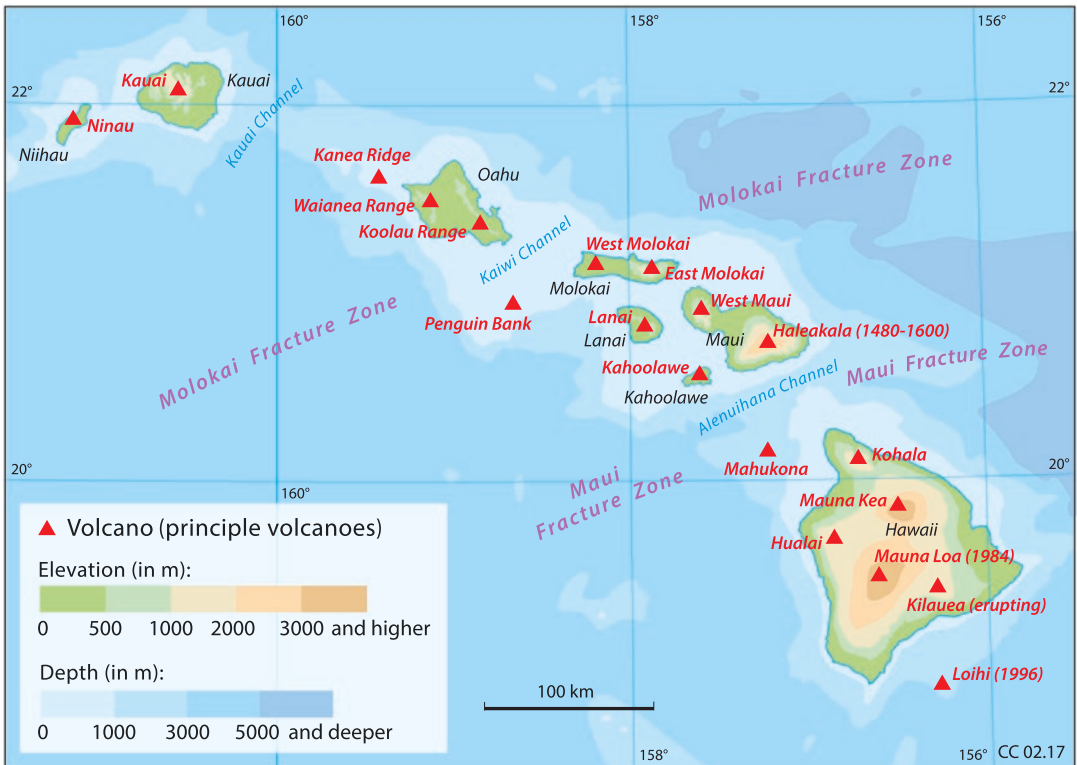 160°
158°
156°
Kauai
Kauai
22°
22°
Kauai Channel
Ninau
Niihau
Kanea Ridge
Oahu
Molokai Fracture Zone
Waianea Range
Koolau Range
Kaiwi Channel
West Molokai
East Molokai
Molokai
Penguin Bank
West Maui
Lanai
Lanai
Maui
Haleakala (1480-1600)
Molokai Fracture Zone
Maui Fracture Zone
Kahoolawe
Kahoolawe
Alenuihana Channel
Kohala
20°
20°
Mahukona
Maui
Fracture Zone
160°
Mauna Kea
Hawaii
Hualai
Mauna Loa (1984)
Kilauea (erupting)
Loihi (1996)
Volcano (principle volcanoes)
Elevation (in m):
0 500 1000 2000 3000 and higher
Depth (in m):
0 1000 3000 5000 and deeper
100 km
158°
156°
CC 02.17